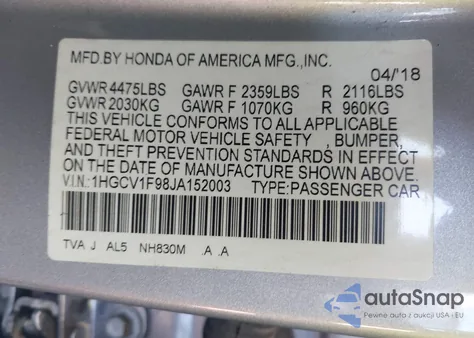 MFD.BY HONDA OF AMERICA MFG.,INC.
04/'18
GVWR 4475LBS GAWR F 2359LBS R 2116LBS
GVWR 2030KG GAWR F 1070KG R 960KG
THIS VEHICLE CONFORMS TO ALL APPLICABLE
FEDERAL MOTOR VEHICLE SAFETY , BUMPER,
AND THEFT PREVENTION STANDARDS IN EFFECT
ON THE DATE OF MANUFACTURE SHOWN ABOVE.
V.I.N.:1HGCV1F98JA152003 TYPE:PASSENGER CAR
TVA J AL5 NH830M .A .A
autoSnap
Pewne auta z aukcji USA i EU